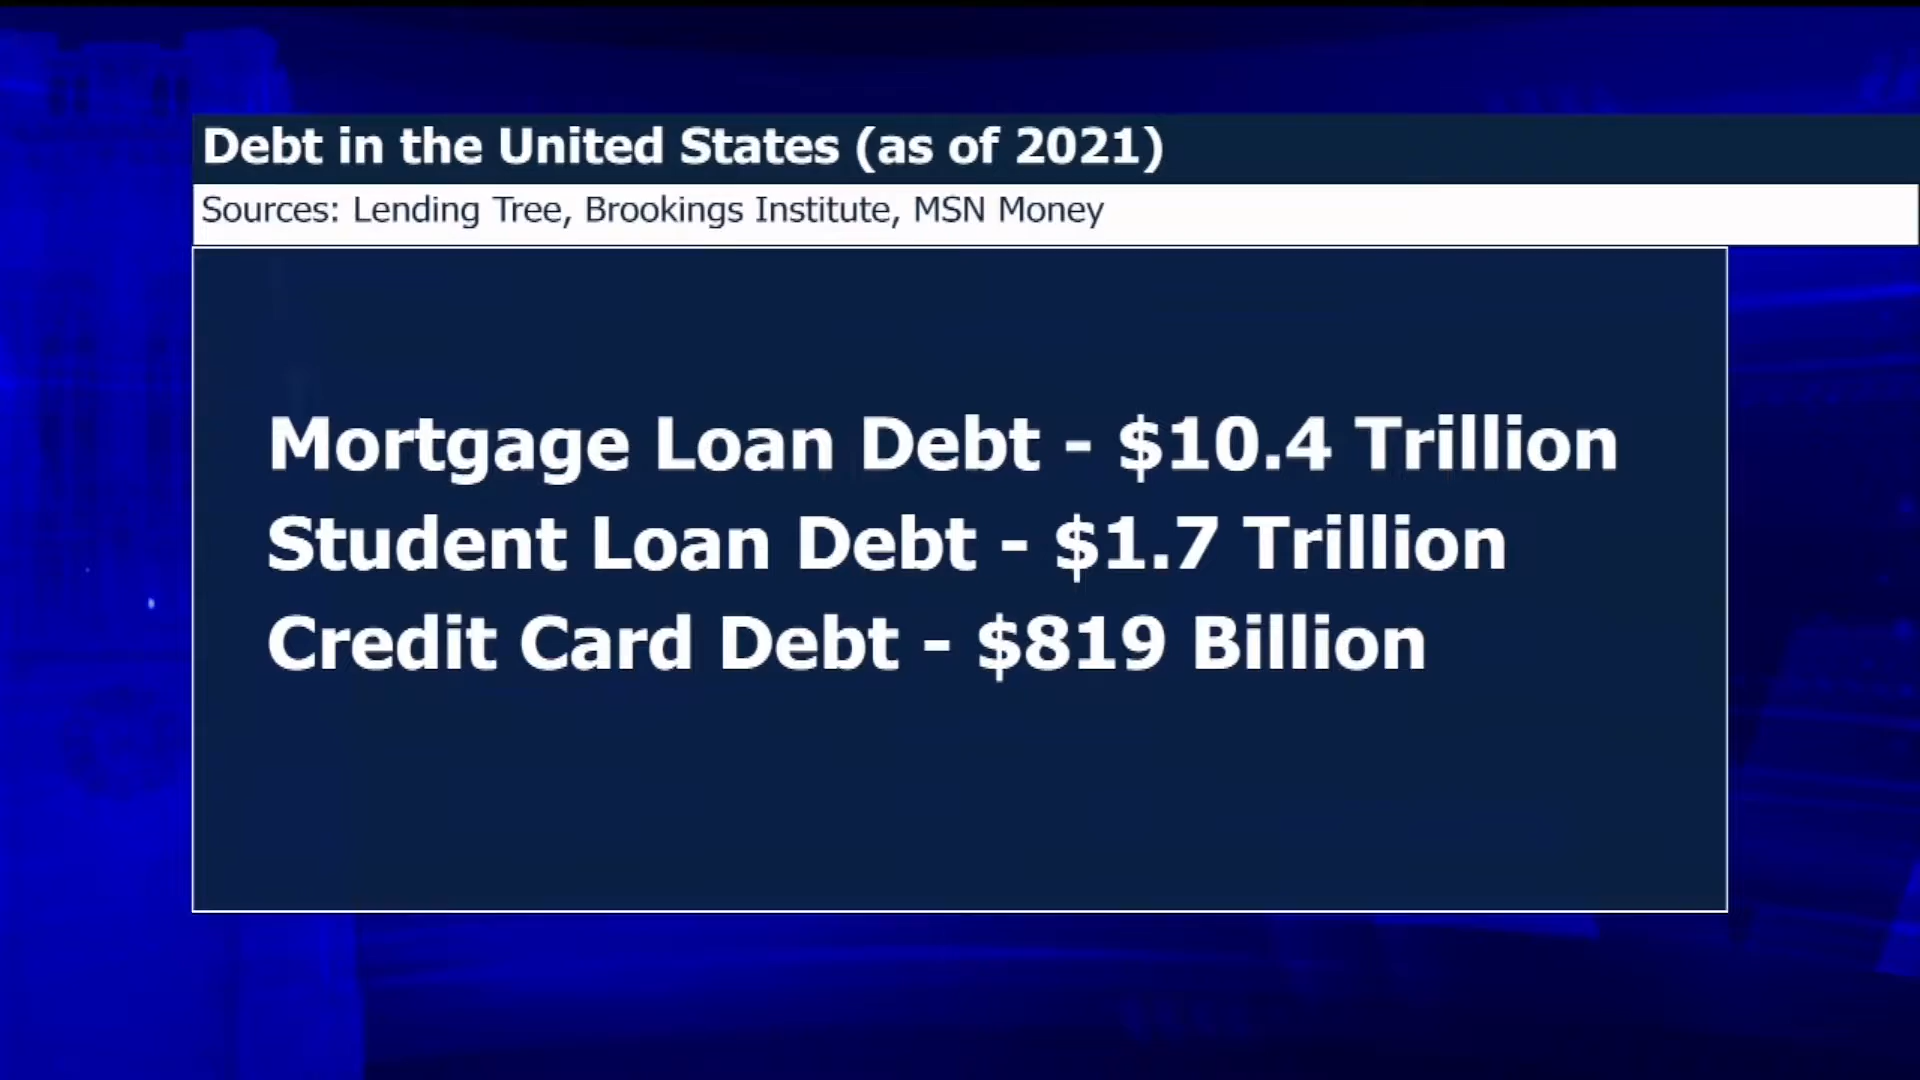 Debt in the United States (as of 2021)
Sources: Lending Tree, Brookings Institute, MSN Money
Mortgage Loan Debt - $10.4 Trillion
Student Loan Debt - $1.7 Trillion
Credit Card Debt - $819 Billion